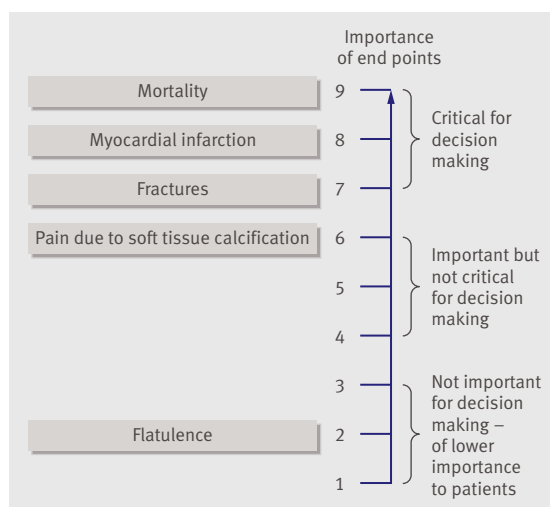 Importance
of end points
Mortality
9
Myocardial infarction
8
Fractures
7
Critical for
decision
making
Pain due to soft tissue calcification
6
5
4
Important but
not critical
for decision
making
3
Flatulence
2
1
Not important
for decision
making –
of lower
importance
to patients